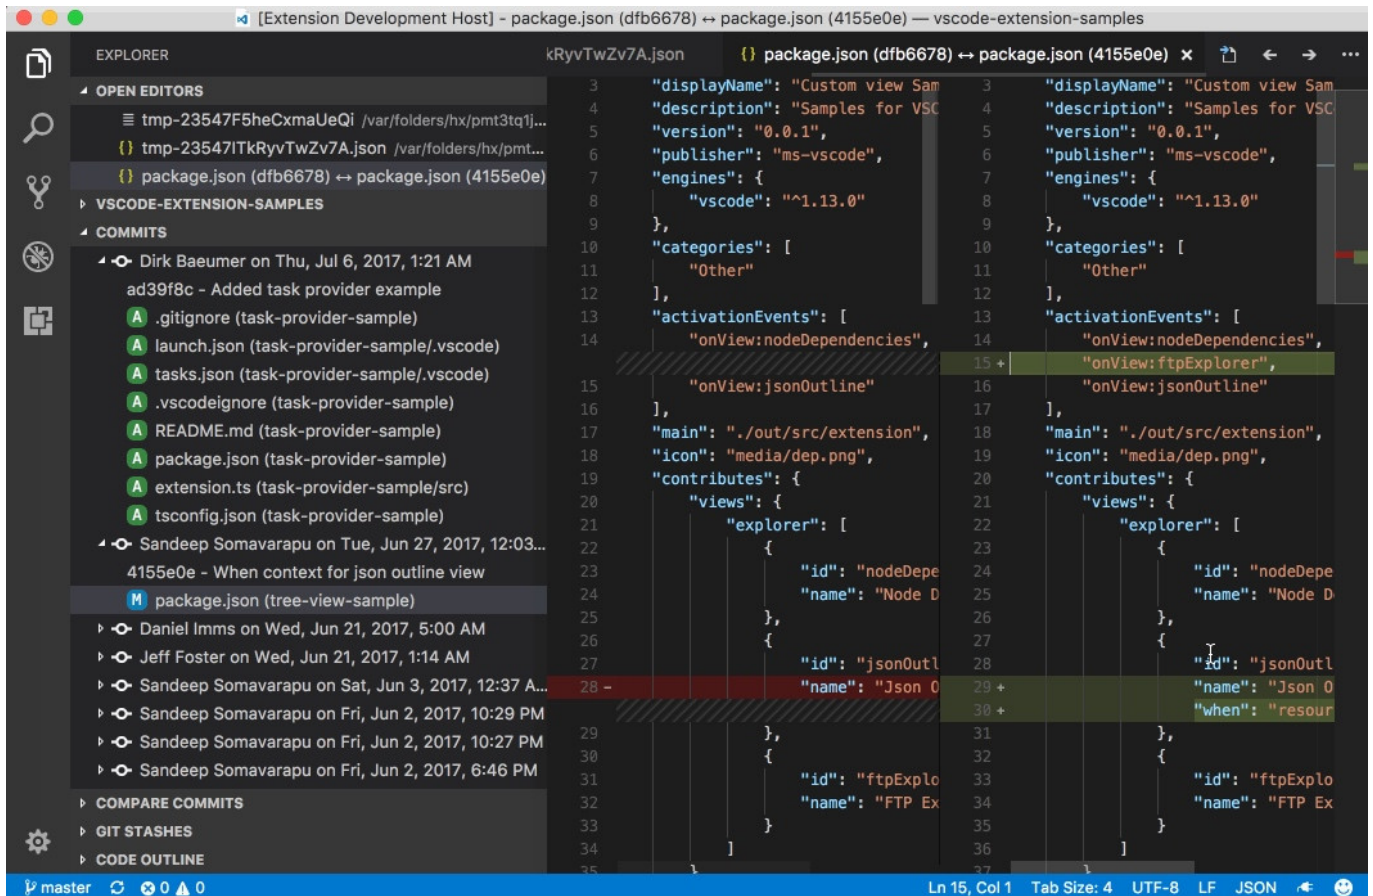 [Extension Development Host] - package.json (dfb6678) ↔ package.json (4155e0e) — vscode-extension-samples
EXPLORER
OPEN EDITORS
tmp-23547F5heCxmaUeQi /var/folders/hx/pmt3tq1j...
{} tmp-23547ITkRyvTwZv7A.json /var/folders/hx/pmt...
{} package.json (dfb6678) ↔ package.json (4155e0e)
VSCODE-EXTENSION-SAMPLES
COMMITS
Dirk Baeumer on Thu, Jul 6, 2017, 1:21 AM
ad39f8c - Added task provider example
A .gitignore (task-provider-sample)
A launch.json (task-provider-sample/.vscode)
A tasks.json (task-provider-sample/.vscode)
A .vscodeignore (task-provider-sample)
A README.md (task-provider-sample)
A package.json (task-provider-sample)
A extension.ts (task-provider-sample/src)
A tsconfig.json (task-provider-sample)
Sandeep Somavarapu on Tue, Jun 27, 2017, 12:03...
4155e0e - When context for json outline view
M package.json (tree-view-sample)
Daniel Imms on Wed, Jun 21, 2017, 5:00 AM
Jeff Foster on Wed, Jun 21, 2017, 1:14 AM
Sandeep Somavarapu on Sat, Jun 3, 2017, 12:37 A...
Sandeep Somavarapu on Fri, Jun 2, 2017, 10:29 PM
Sandeep Somavarapu on Fri, Jun 2, 2017, 10:27 PM
Sandeep Somavarapu on Fri, Jun 2, 2017, 6:46 PM
COMPARE COMMITS
GIT STASHES
CODE OUTLINE
kRyvTwZv7A.json
{} package.json (dfb6678) ↔ package.json (4155e0e) ×
3 "displayName": "Custom view Sam
4 "description": "Samples for VSC
5 "version": "0.0.1",
6 "publisher": "ms-vscode",
7 "engines": {
8 "vscode": "^1.13.0"
9 },
10 "categories": [
11 "Other"
12 ],
13 "activationEvents": [
14 "onView:nodeDependencies",
15 "onView:jsonOutline"
16 ],
17 "main": "./out/src/extension",
18 "icon": "media/dep.png",
19 "contributes": {
20 "views": {
21 "explorer": [
22 {
23 "id": "nodeDepe
24 "name": "Node D
25 },
26 {
27 "id": "jsonOutl
28 - "name": "Json O
29 },
30 {
31 "id": "ftpExplo
32 "name": "FTP Ex
33 }
34 ]
35 }
3 "displayName": "Custom view Sam
4 "description": "Samples for VSC
5 "version": "0.0.1",
6 "publisher": "ms-vscode",
7 "engines": {
8 "vscode": "^1.13.0"
9 },
10 "categories": [
11 "Other"
12 ],
13 "activationEvents": [
14 "onView:nodeDependencies",
15 + "onView:ftpExplorer",
16 "onView:jsonOutline"
17 ],
18 "main": "./out/src/extension",
19 "icon": "media/dep.png",
20 "contributes": {
21 "views": {
22 "explorer": [
23 {
24 "id": "nodeDepe
25 "name": "Node D
26 },
27 {
28 "id": "jsonOutl
29 + "name": "Json O
30 + "when": "resour
31 },
32 {
33 "id": "ftpExplo
34 "name": "FTP Ex
35 }
36 ]
37 }
master 0 0
Ln 15, Col 1 Tab Size: 4 UTF-8 LF JSON